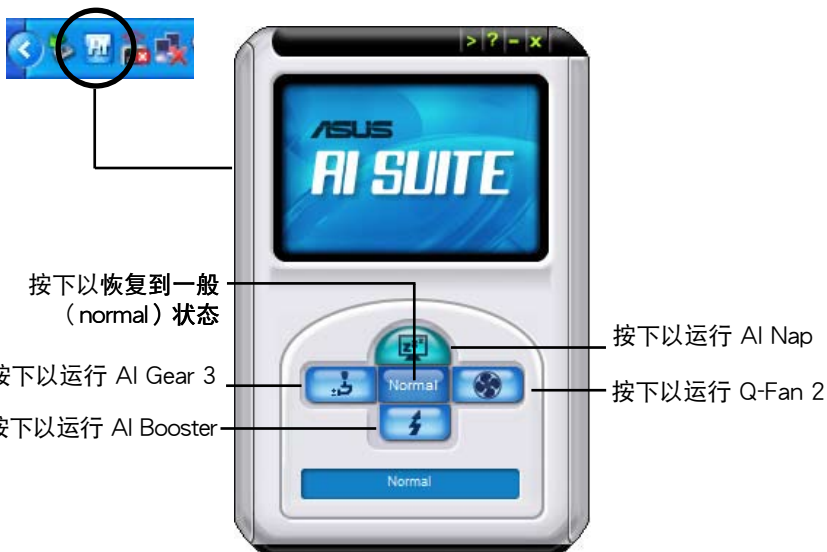 AI
> ? - x
ASUS
AI SUITE
按下以恢复到一般
（normal）状态
按下以运行 AI Nap
按下以运行 AI Gear 3
Normal
按下以运行 Q-Fan 2
按下以运行 AI Booster
Normal